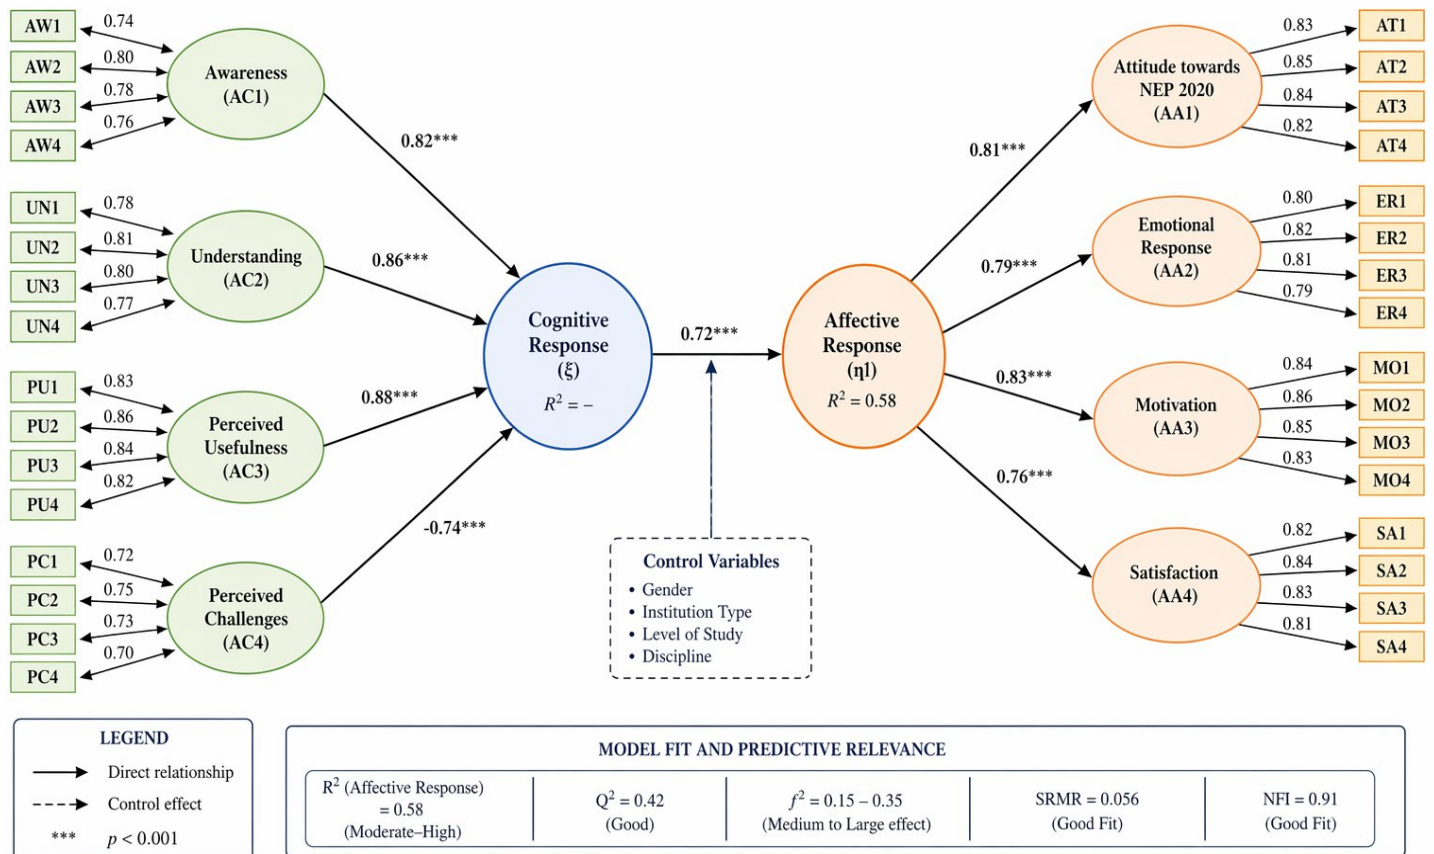 AW1
AW2
AW3
AW4
0.74
0.80
0.78
0.76
Awareness
(AC1)
0.82***
UN1
UN2
UN3
UN4
0.78
0.81
0.80
0.77
Understanding
(AC2)
0.86***
PU1
PU2
PU3
PU4
0.83
0.86
0.84
0.82
Perceived
Usefulness
(AC3)
0.88***
PC1
PC2
PC3
PC4
0.72
0.75
0.73
0.70
Perceived
Challenges
(AC4)
-0.74***
Cognitive
Response
(ξ)
R² = –
0.72***
Affective
Response
(η1)
R² = 0.58
Control Variables
• Gender
• Institution Type
• Level of Study
• Discipline
0.81***
Attitude towards
NEP 2020
(AA1)
0.83
0.85
0.84
0.82
AT1
AT2
AT3
AT4
0.79***
Emotional
Response
(AA2)
0.80
0.82
0.81
0.79
ER1
ER2
ER3
ER4
0.83***
Motivation
(AA3)
0.84
0.86
0.85
0.83
MO1
MO2
MO3
MO4
0.76***
Satisfaction
(AA4)
0.82
0.84
0.83
0.81
SA1
SA2
SA3
SA4
LEGEND
Direct relationship
Control effect
*** p < 0.001
MODEL FIT AND PREDICTIVE RELEVANCE
R² (Affective Response)
= 0.58
(Moderate–High)
Q² = 0.42
(Good)
f² = 0.15 – 0.35
(Medium to Large effect)
SRMR = 0.056
(Good Fit)
NFI = 0.91
(Good Fit)